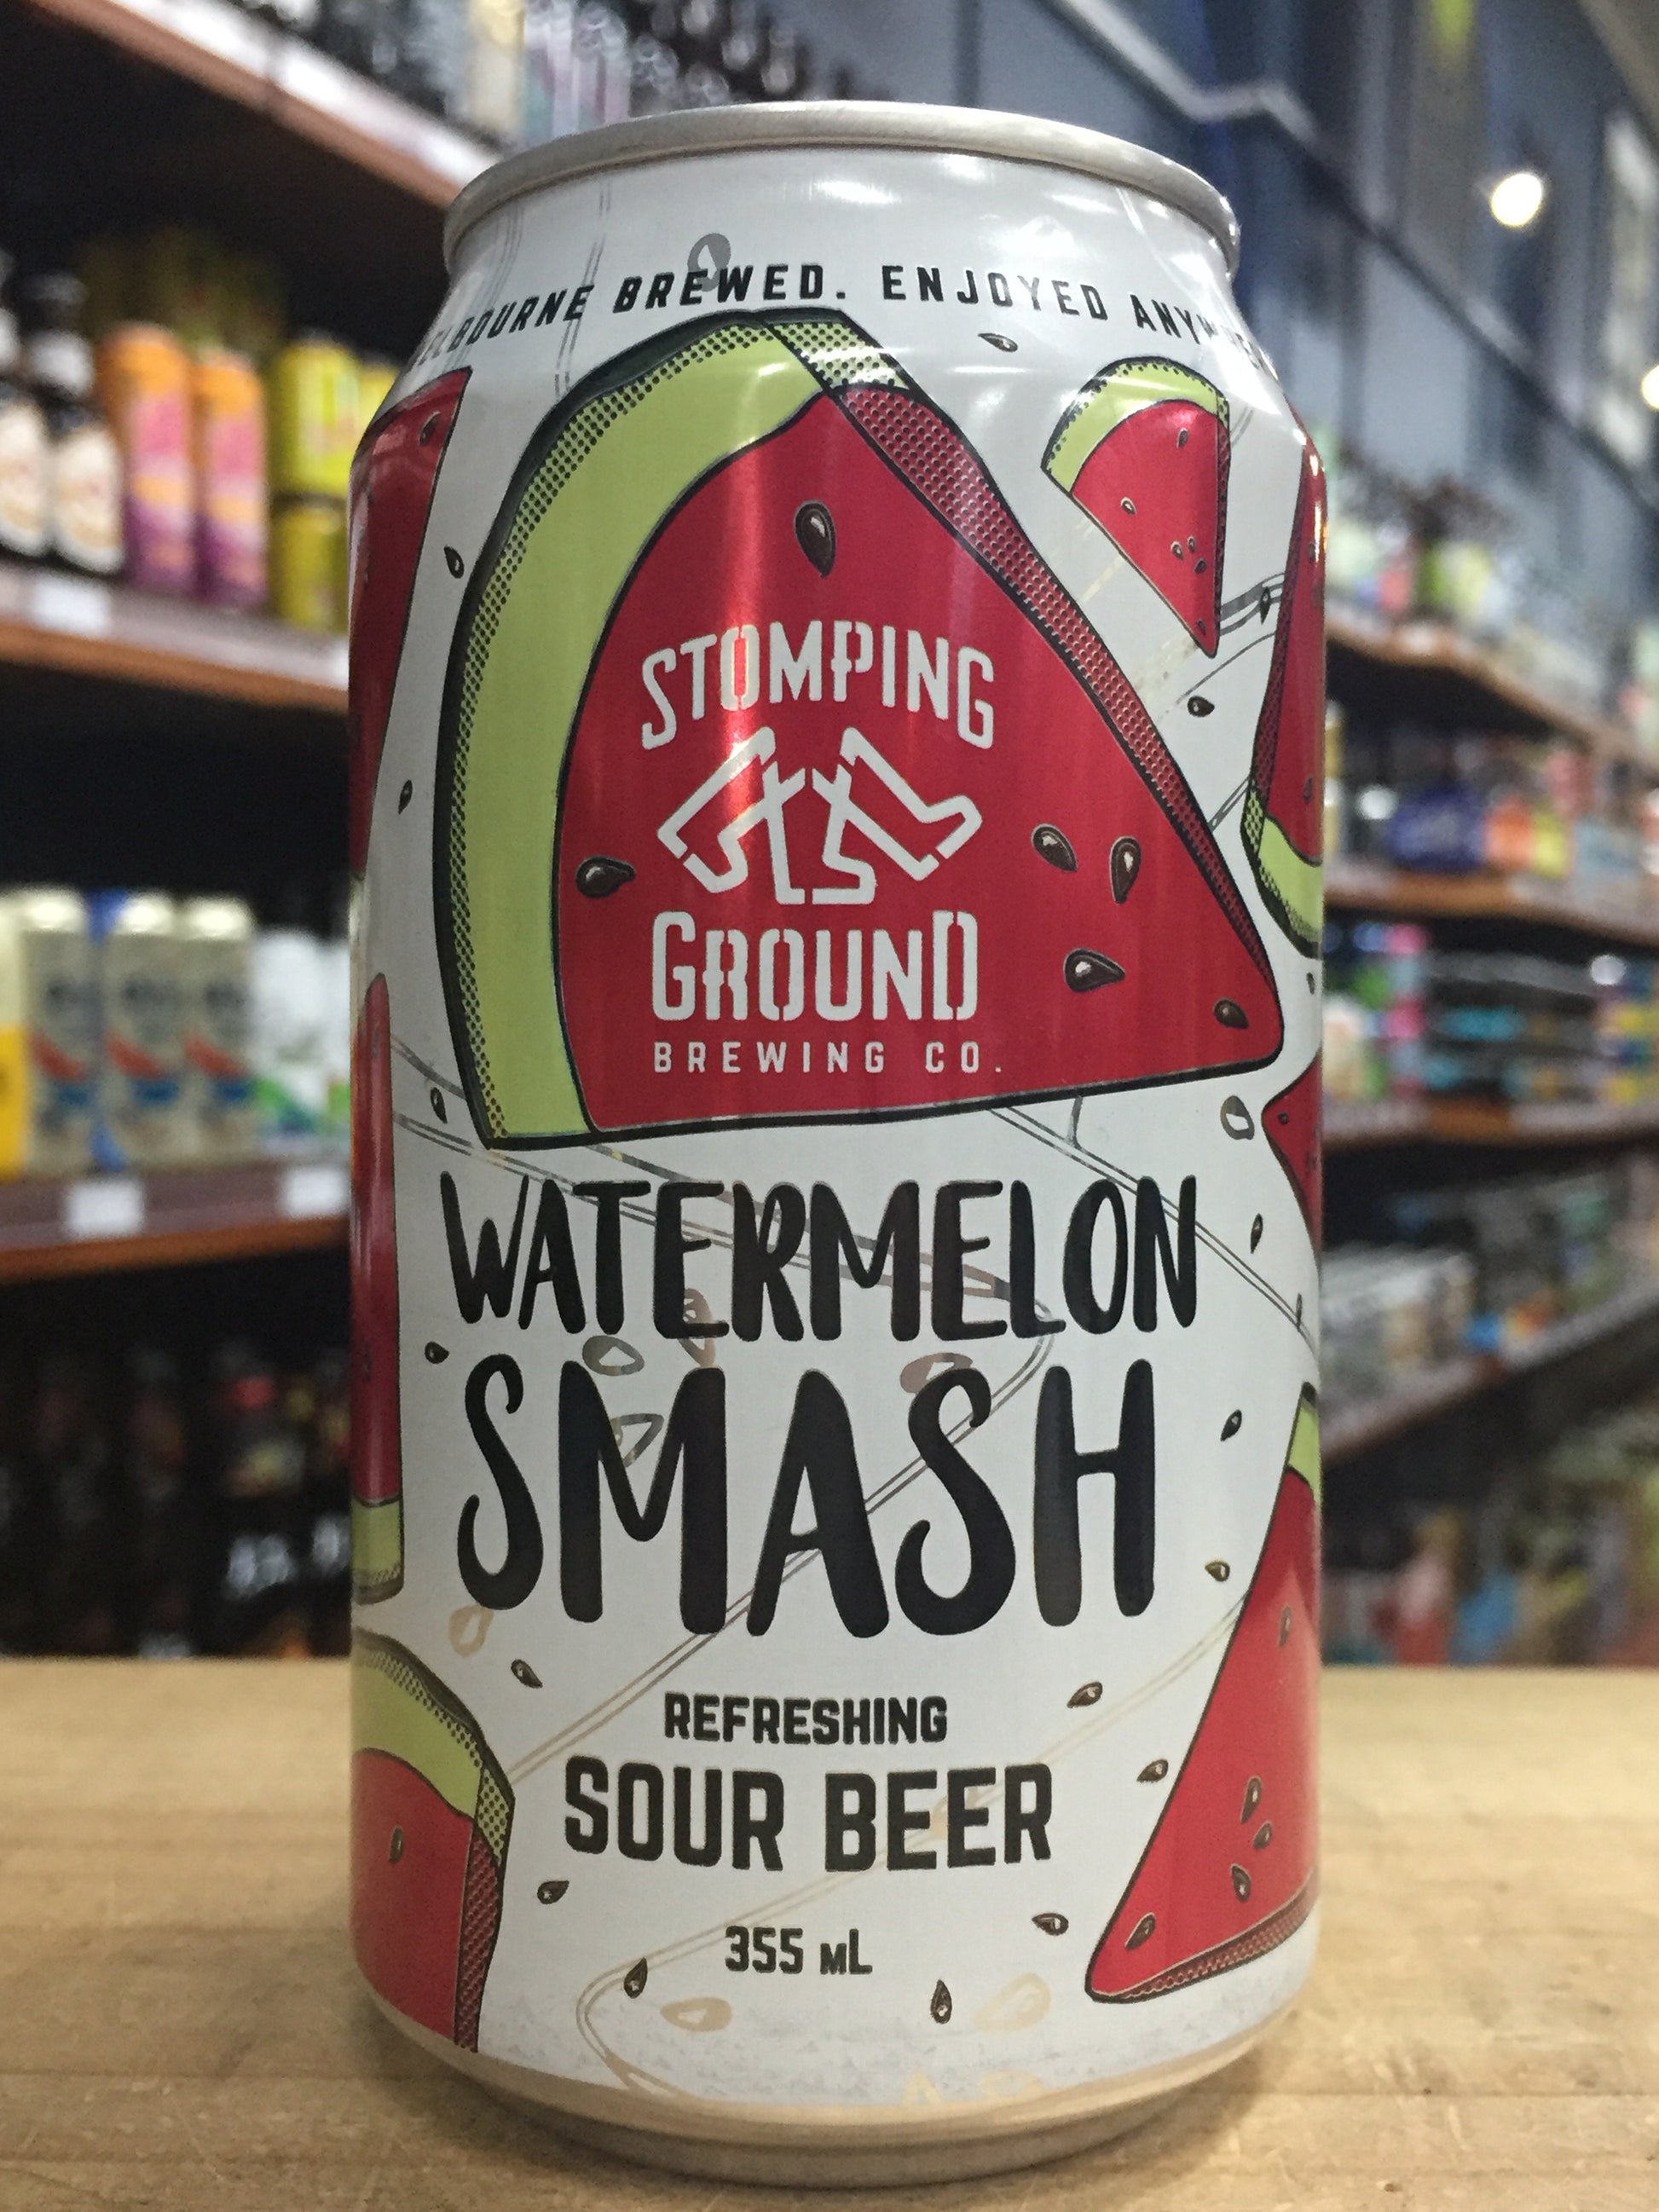 BREWED. ENJOYED
STOMPING
GROUND
BREWING CO.
WATERMELON
SMASH
REFRESHING
SOUR BEER
355 mL